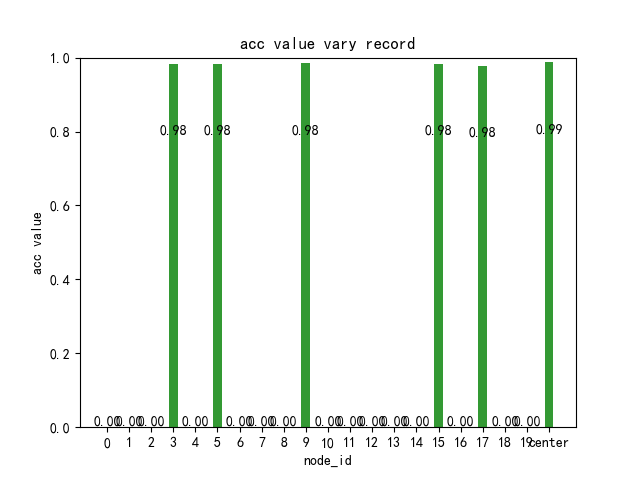 acc value vary record
1.0
0.8
0.6
0.4
0.2
0.0
acc value
0.98 0.98 0.98 0.98 0.98 0.99
0.00 0.00 0.00 0.00 0.00 0.00 0.00 0.00 0.00 0.00 0.00 0.00 0.00 0.00 0.00
0 1 2 3 4 5 6 7 8 9 10 11 12 13 14 15 16 17 18 19 center
node_id